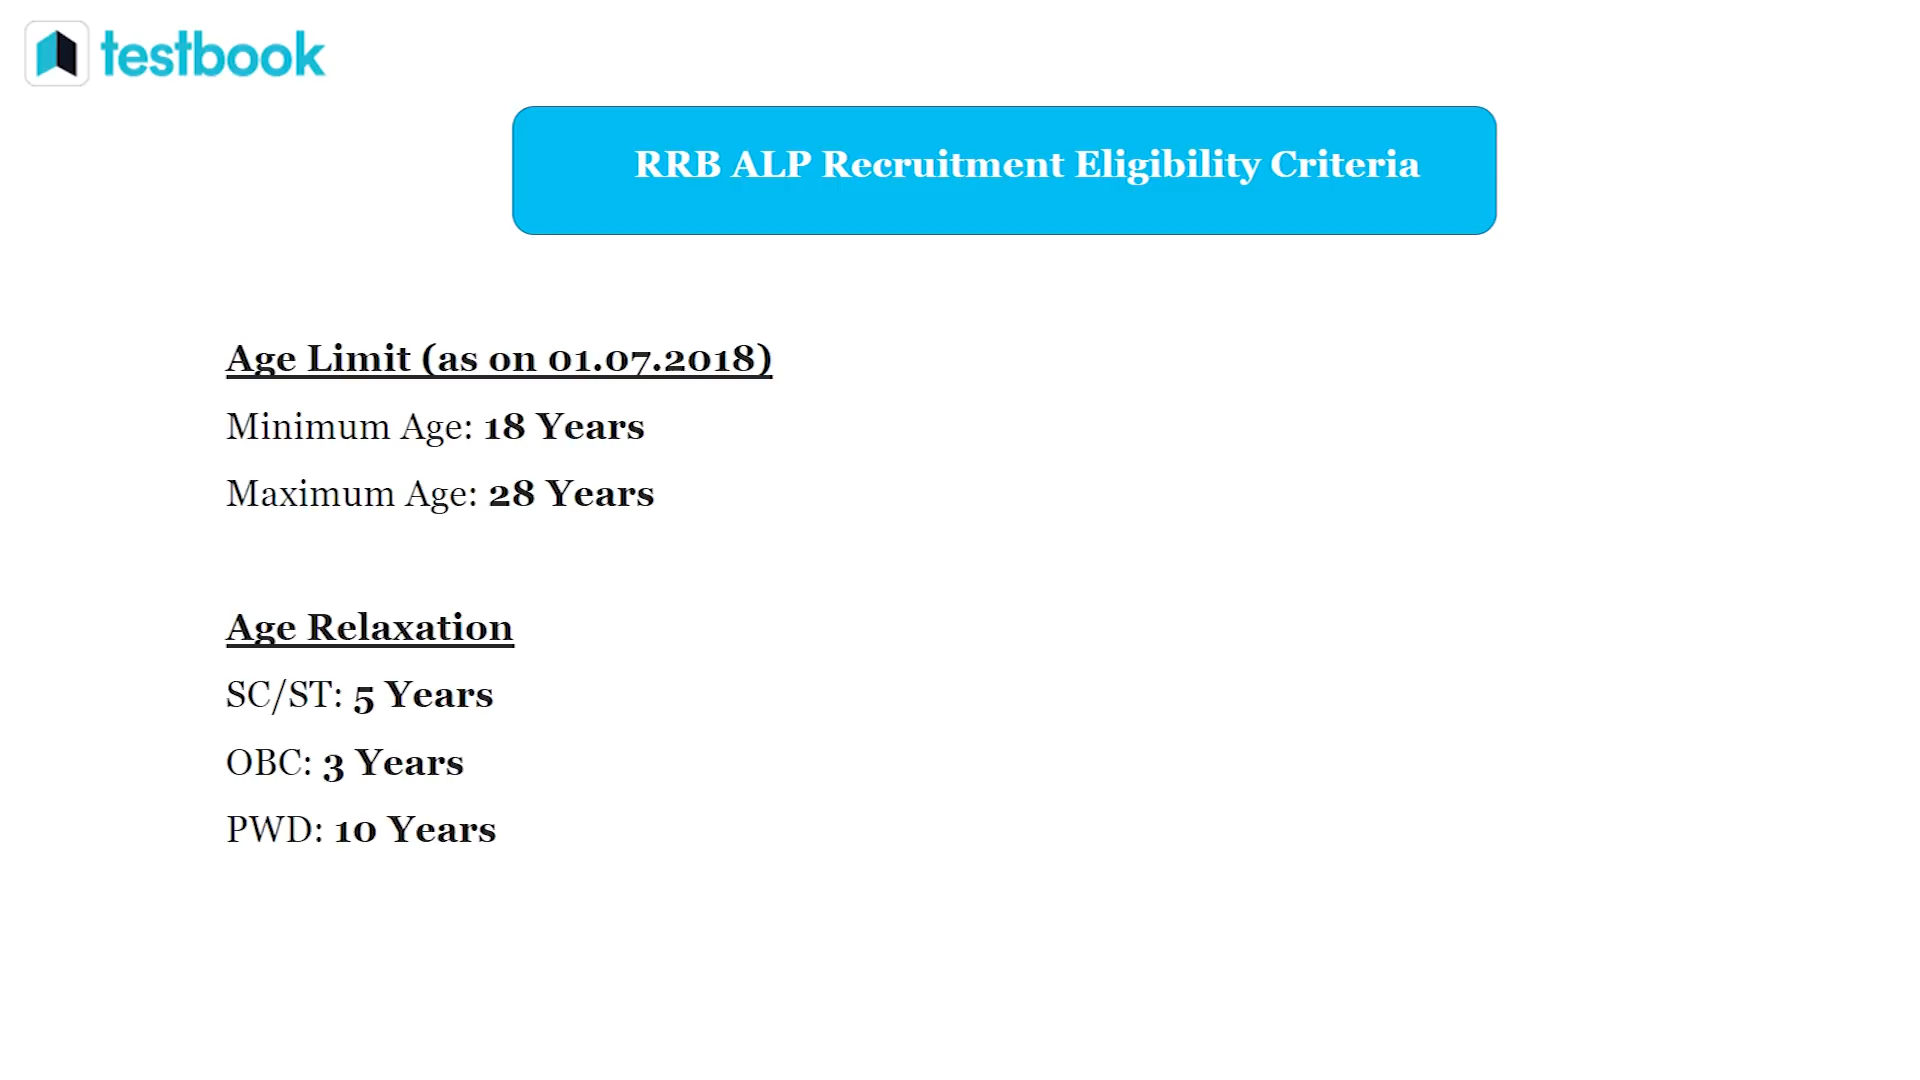 testbook
RRB ALP Recruitment Eligibility Criteria
Age Limit (as on 01.07.2018)
Minimum Age: 18 Years
Maximum Age: 28 Years
Age Relaxation
SC/ST: 5 Years
OBC: 3 Years
PWD: 10 Years